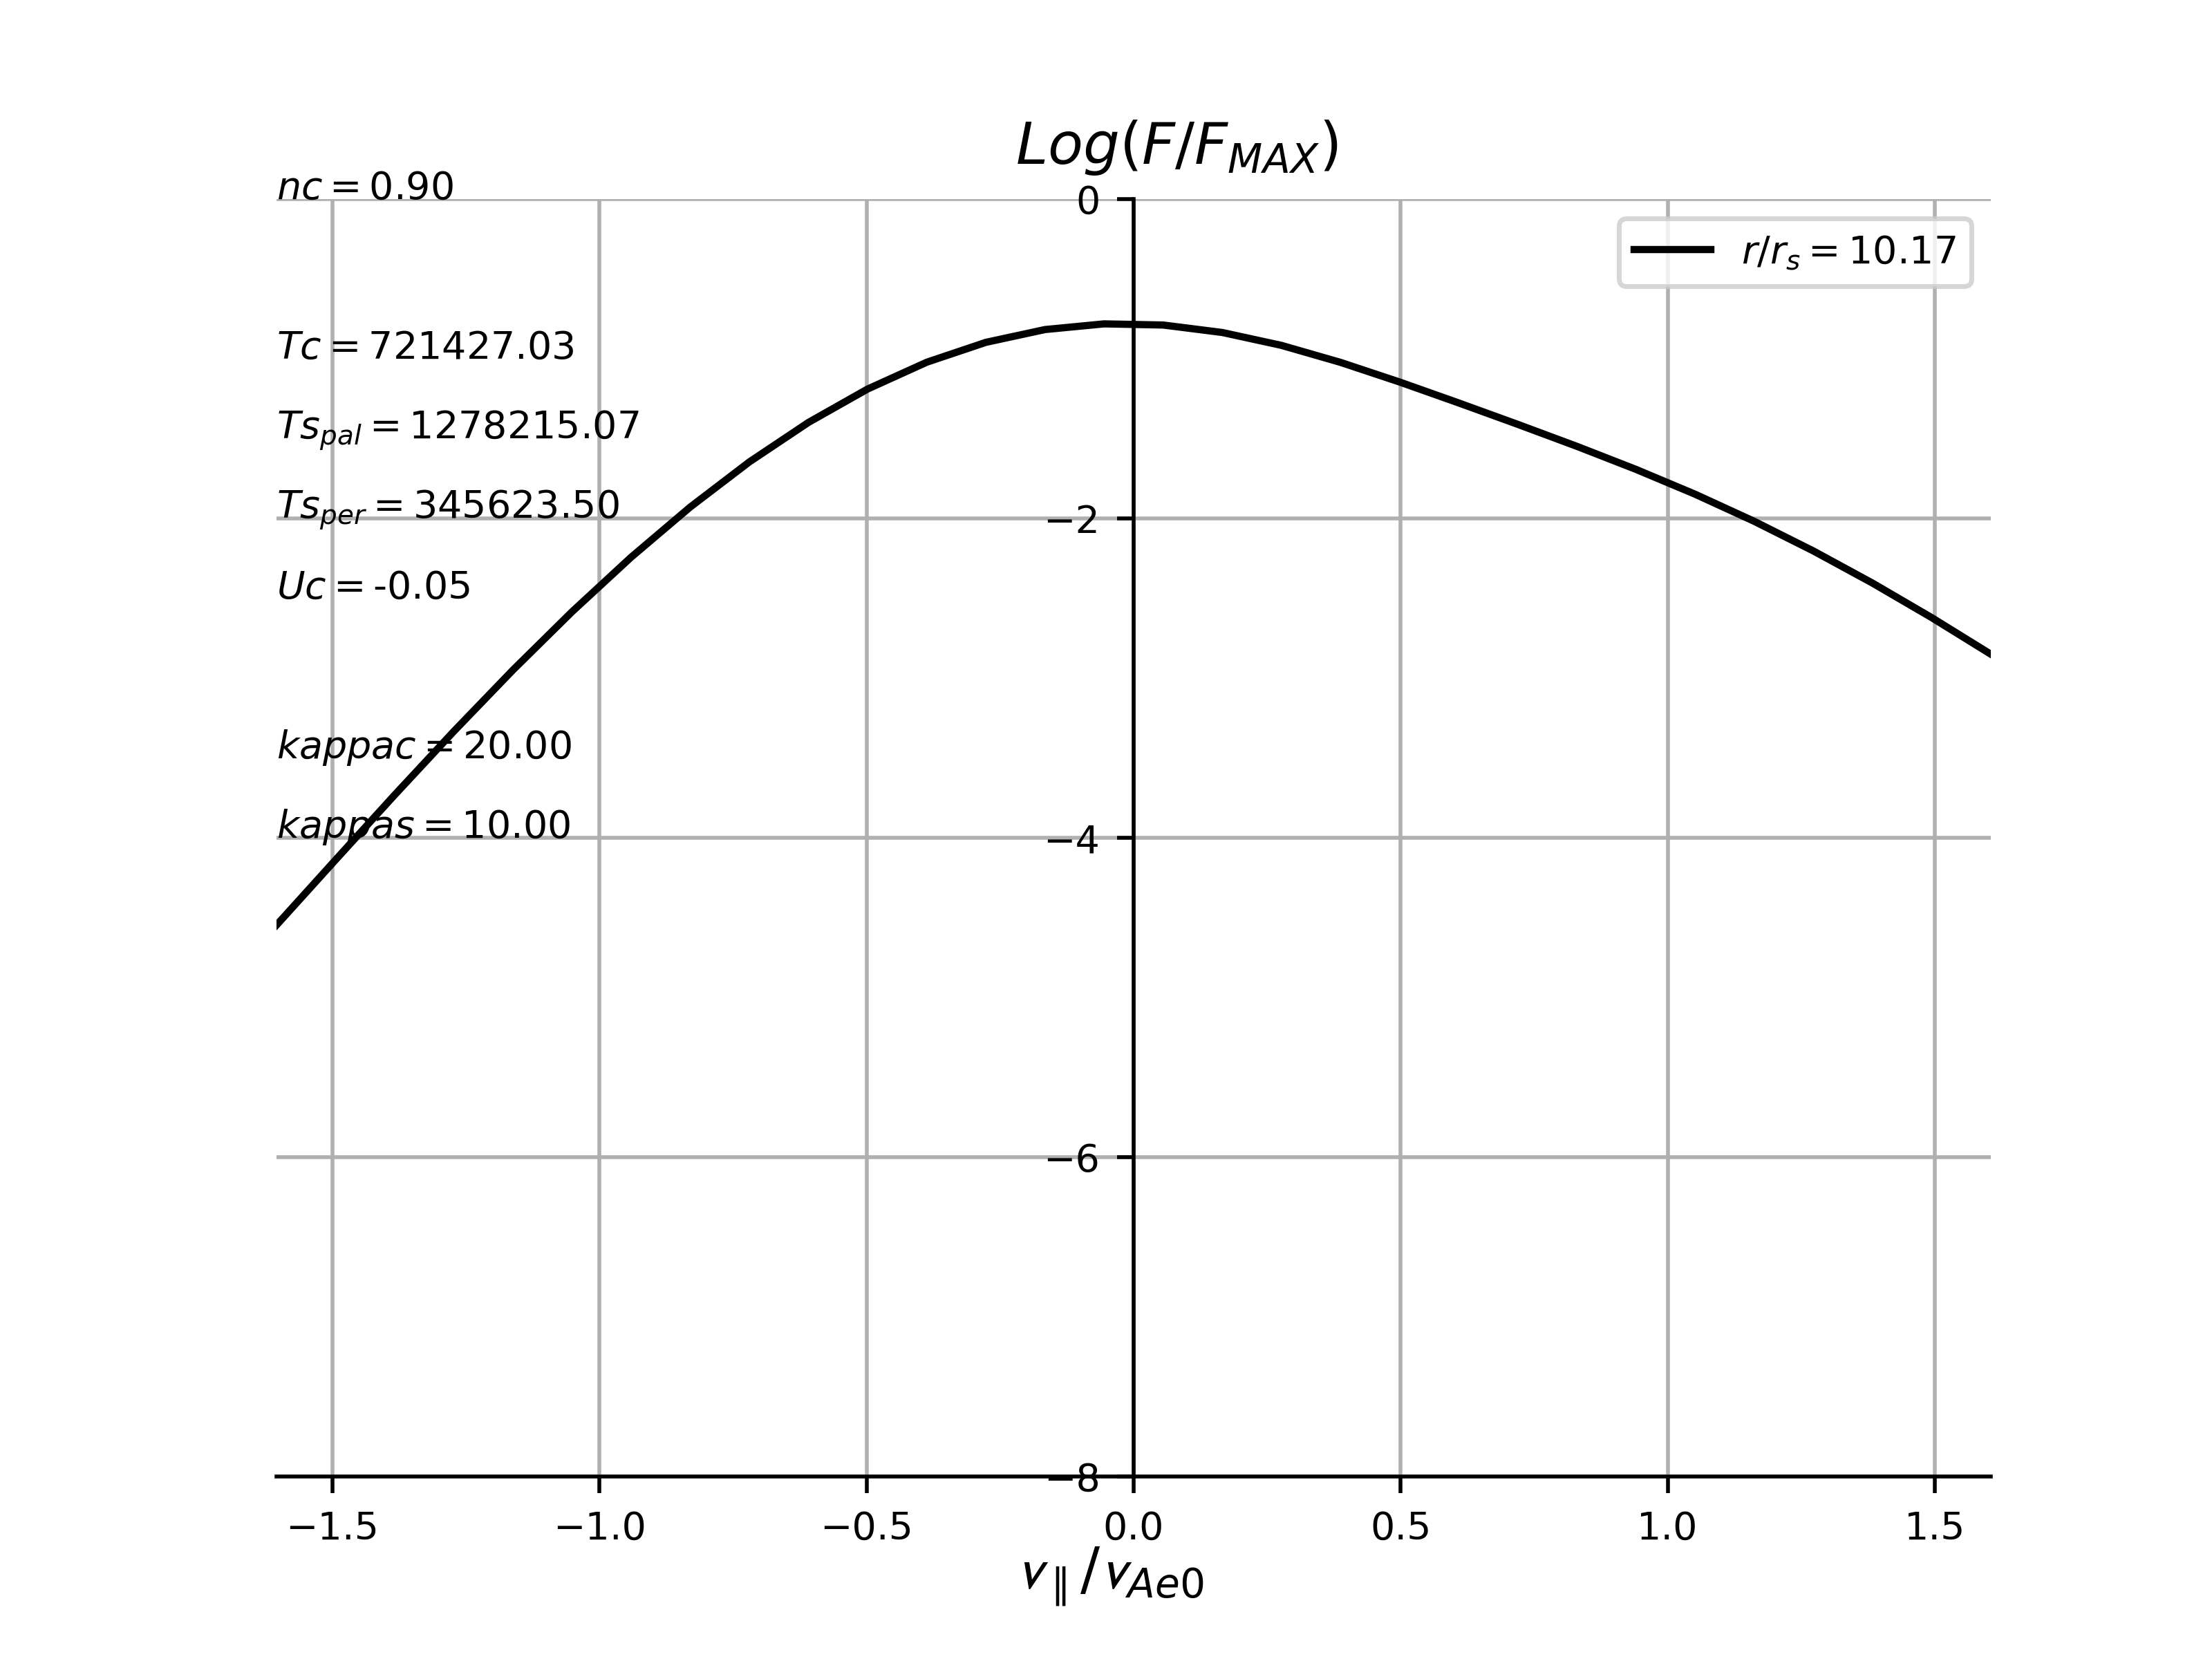 Log(F/F_MAX)
nc = 0.90
0
r/r_s = 10.17
Tc = 721427.03
Ts_pal = 1278215.07
Ts_per = 345623.50
−2
Uc = -0.05
kappac = 20.00
kappas = 10.00
−4
−6
−8
−1.5 −1.0 −0.5 0.0 0.5 1.0 1.5
v_∥/v_Ae0